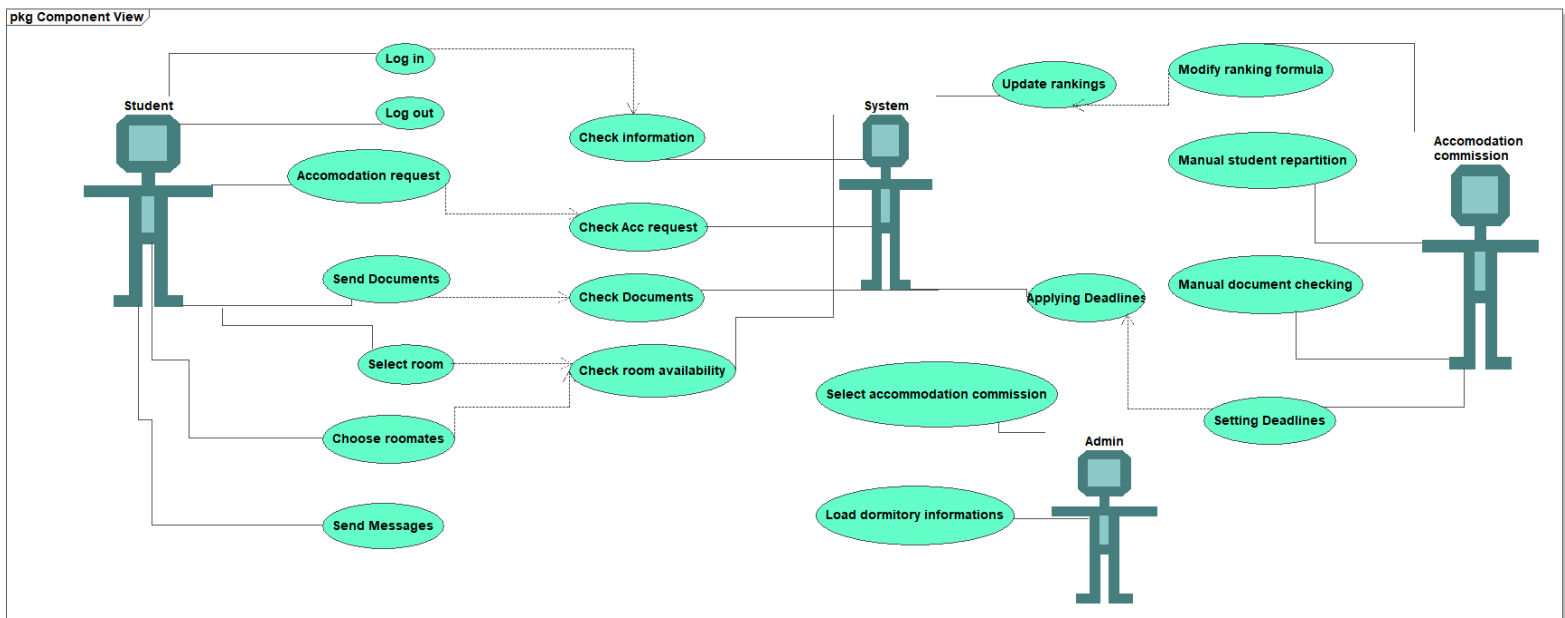 pkg Component View
Log in
Student
Log out
Accomodation request
Send Documents
Select room
Choose roomates
Send Messages
Check information
Check Acc request
Check Documents
Check room availability
System
Update rankings
Applying Deadlines
Select accommodation commission
Admin
Load dormitory informations
Modify ranking formula
Manual student repartition
Manual document checking
Setting Deadlines
Accomodation
commission